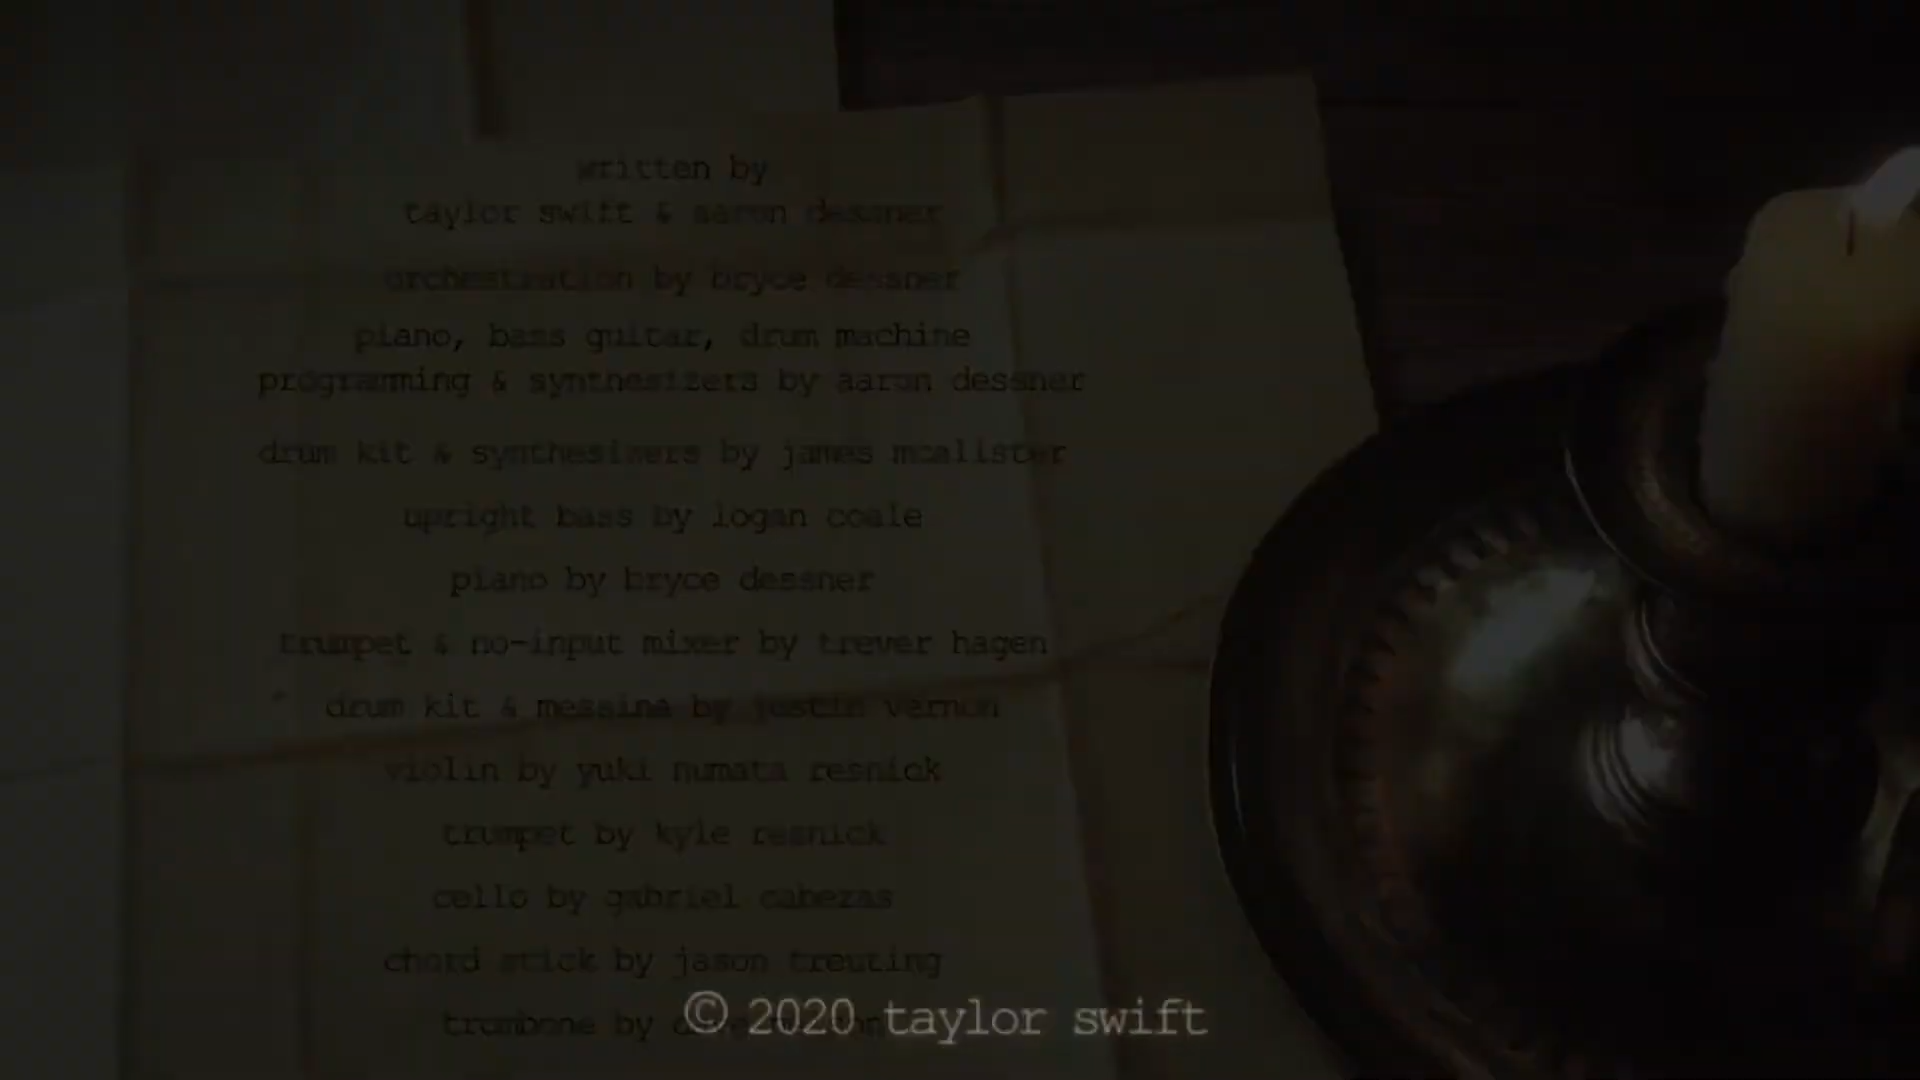 written by
taylor swift & aaron dessner
orchestration by bryce dessner
piano, bass guitar, drum machine
programming & synthesizers by aaron dessner
drum kit & synthesizers by james mcalister
upright bass by logan coale
piano by bryce dessner
trumpet & no-input mixer by trever hagen
drum kit & messina by justin vernon
violin by yuki numata resnick
trumpet by kyle resnick
cello by gabriel cabezas
chord stick by jason treuting
trombone by
© 2020 taylor swift